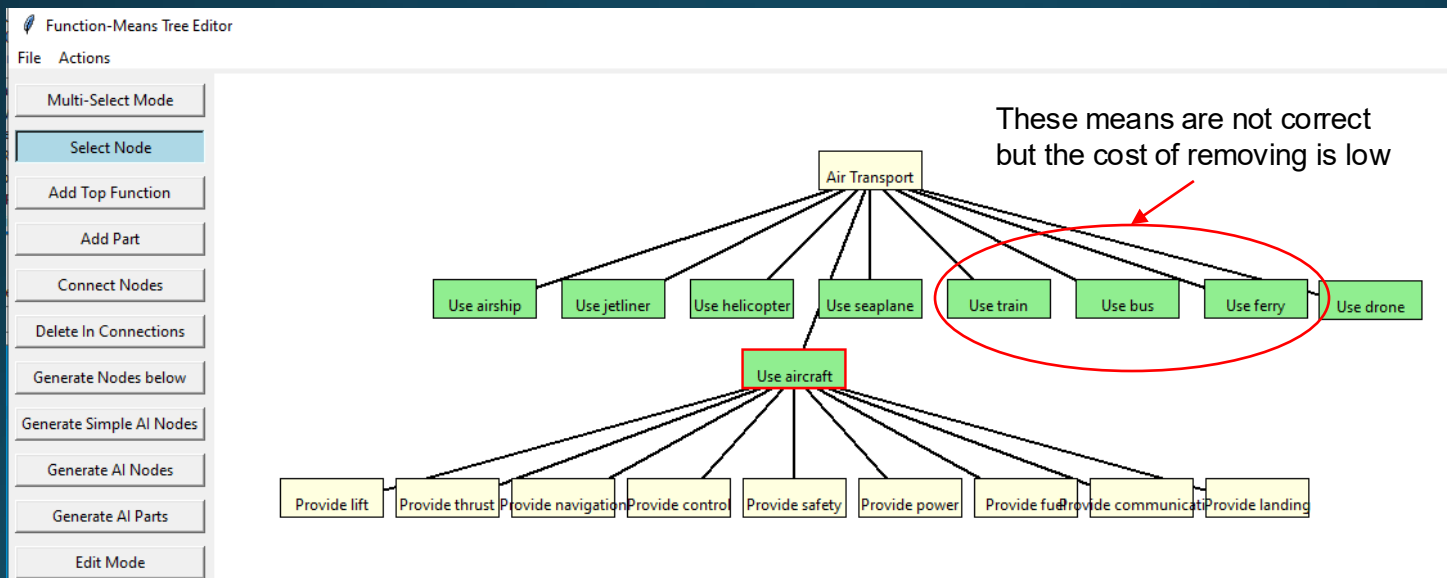 Function-Means Tree Editor
File Actions
Multi-Select Mode
Select Node
Add Top Function
Add Part
Connect Nodes
Delete In Connections
Generate Nodes below
Generate Simple AI Nodes
Generate AI Nodes
Generate AI Parts
Edit Mode
These means are not correct
but the cost of removing is low
Air Transport
Use airship Use jetliner Use helicopter Use seaplane Use train Use bus Use ferry Use drone
Use aircraft
Provide lift Provide thrust Provide navigation Provide control Provide safety Provide power Provide fuel Provide communicati Provide landing